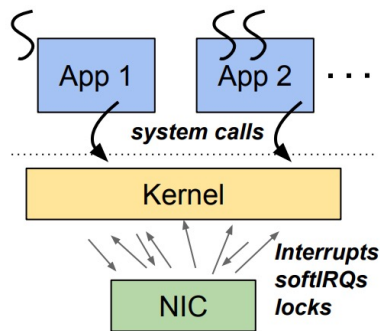 App 1
App 2
...
system calls
Kernel
Interrupts
softIRQs
locks
NIC